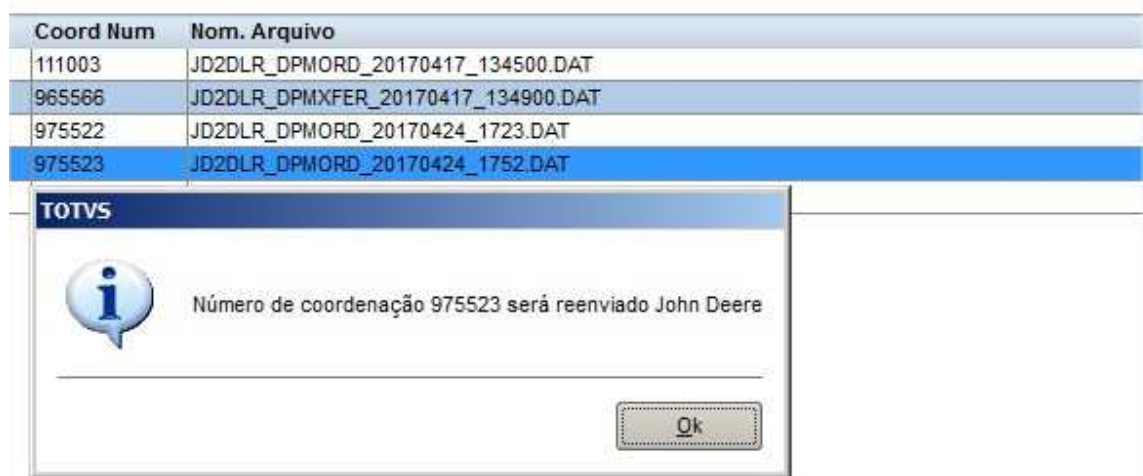 Coord Num Nom. Arquivo
111003 JD2DLR_DPMORD_20170417_134500.DAT
965566 JD2DLR_DPMXFER_20170417_134900.DAT
975522 JD2DLR_DPMORD_20170424_1723.DAT
975523 JD2DLR_DPMORD_20170424_1752.DAT
TOTVS
Número de coordenação 975523 será reenviado John Deere
Ok